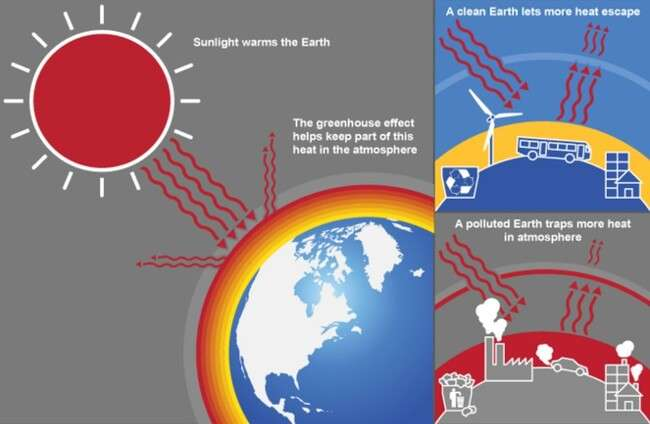 Sunlight warms the Earth
The greenhouse effect
helps keep part of this
heat in the atmosphere
A clean Earth lets more heat escape
A polluted Earth traps more heat
in atmosphere